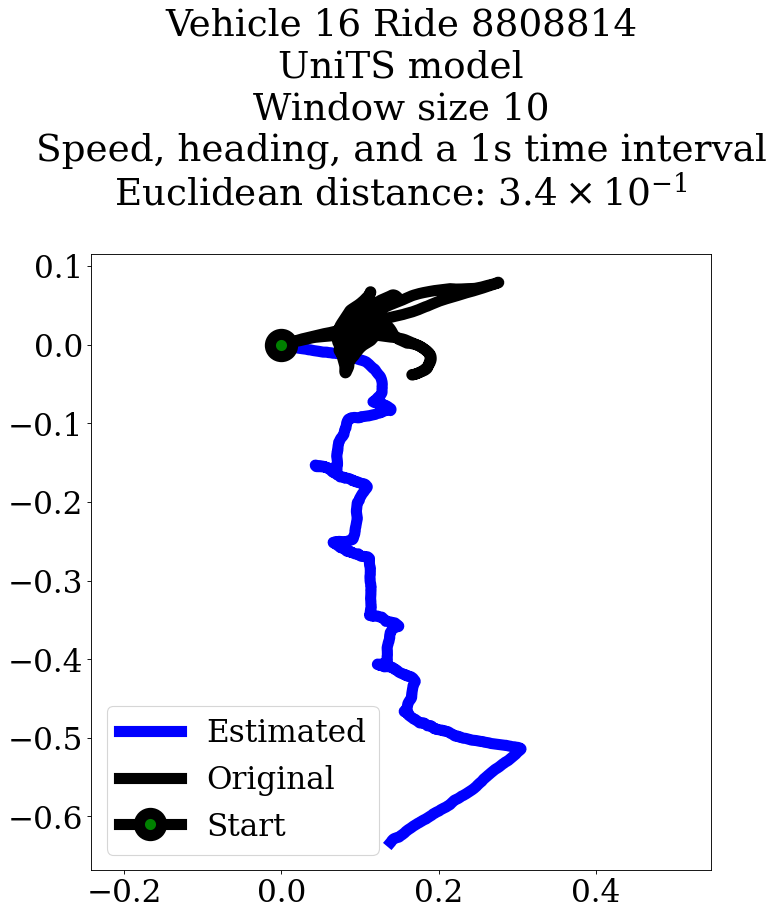 Vehicle 16 Ride 8808814
UniTS model
Window size 10
Speed, heading, and a 1s time interval
Euclidean distance: 3.4 × 10⁻¹
0.1
0.0
−0.1
−0.2
−0.3
−0.4
−0.5
−0.6
Estimated
Original
Start
−0.2 0.0 0.2 0.4